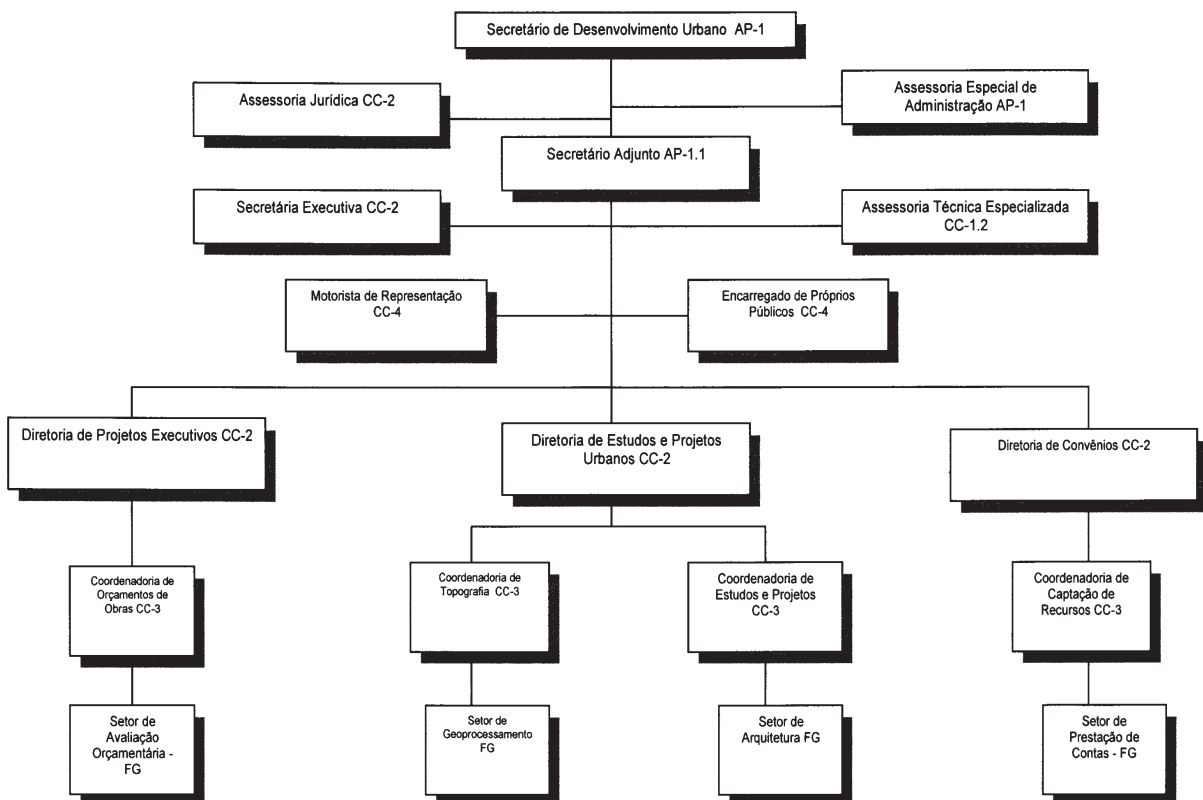 Secretário de Desenvolvimento Urbano AP-1
Assessoria Jurídica CC-2
Assessoria Especial de
Administração AP-1
Secretário Adjunto AP-1.1
Secretária Executiva CC-2
Assessoria Técnica Especializada
CC-1.2
Motorista de Representação
CC-4
Encarregado de Próprios
Públicos CC-4
Diretoria de Projetos Executivos CC-2
Diretoria de Estudos e Projetos
Urbanos CC-2
Diretoria de Convênios CC-2
Coordenadoria de
Orçamentos de
Obras CC-3
Coordenadoria de
Topografia CC-3
Coordenadoria de
Estudos e Projetos
CC-3
Coordenadoria de
Captação de
Recursos CC-3
Setor de
Avaliação
Orçamentária -
FG
Setor de
Geoprocessamento
FG
Setor de
Arquitetura FG
Setor de
Prestação de
Contas - FG